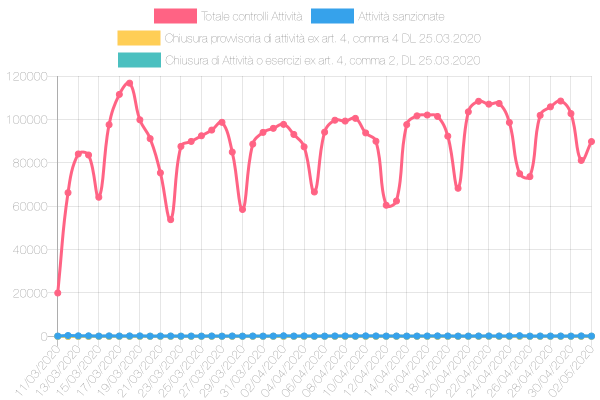 Totale controlli Attività Attività sanzionate
Chiusura provvisoria di attività ex art. 4, comma 4 DL 25.03.2020
Chiusura di Attività o esercizi ex art. 4, comma 2, DL 25.03.2020
120000
100000
80000
60000
40000
20000
0
11/03/2020 13/03/2020 15/03/2020 17/03/2020 19/03/2020 21/03/2020 23/03/2020 25/03/2020 27/03/2020 29/03/2020 31/03/2020 02/04/2020 04/04/2020 06/04/2020 08/04/2020 10/04/2020 12/04/2020 14/04/2020 16/04/2020 18/04/2020 20/04/2020 22/04/2020 24/04/2020 26/04/2020 28/04/2020 30/04/2020 02/05/2020